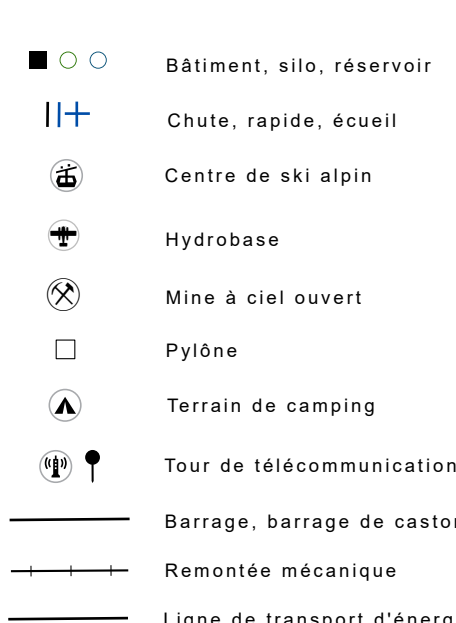 Bâtiment, silo, réservoir
Chute, rapide, écueil
Centre de ski alpin
Hydrobase
Mine à ciel ouvert
Pylône
Terrain de camping
Tour de télécommunication
Barrage, barrage de castor
Remontée mécanique
Ligne de transport d'énerg